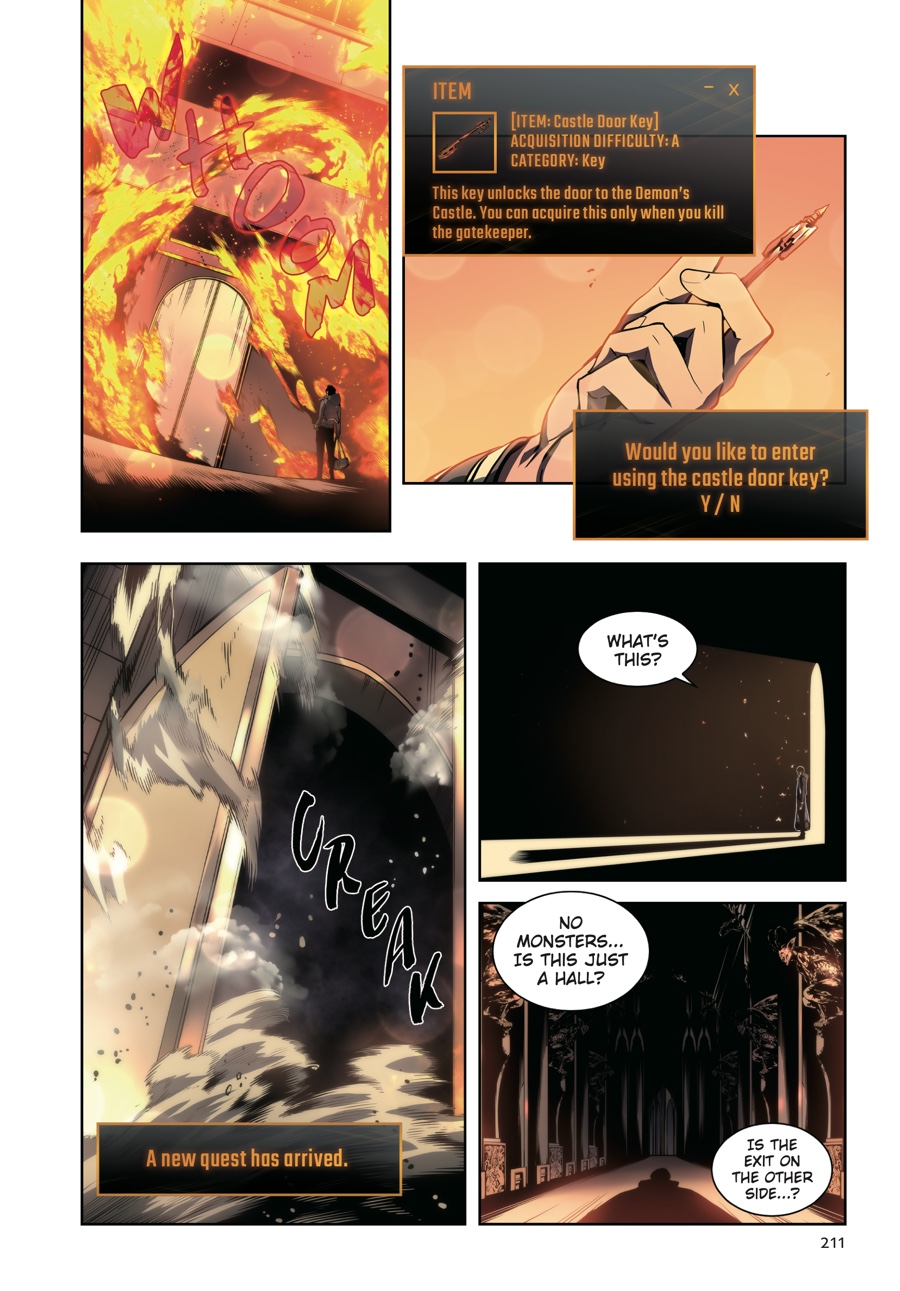 WHOOM
ITEM
– X
[ITEM: Castle Door Key]
ACQUISITION DIFFICULTY: A
CATEGORY: Key
This key unlocks the door to the Demon's
Castle. You can acquire this only when you kill
the gatekeeper.
Would you like to enter
using the castle door key?
Y / N
CREAK
A new quest has arrived.
WHAT'S
THIS?
NO
MONSTERS...
IS THIS JUST
A HALL?
IS THE
EXIT ON
THE OTHER
SIDE...?
211